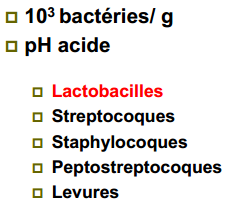 10³ bactéries/ g
pH acide
Lactobacilles
Streptocoques
Staphylocoques
Peptostreptocoques
Levures